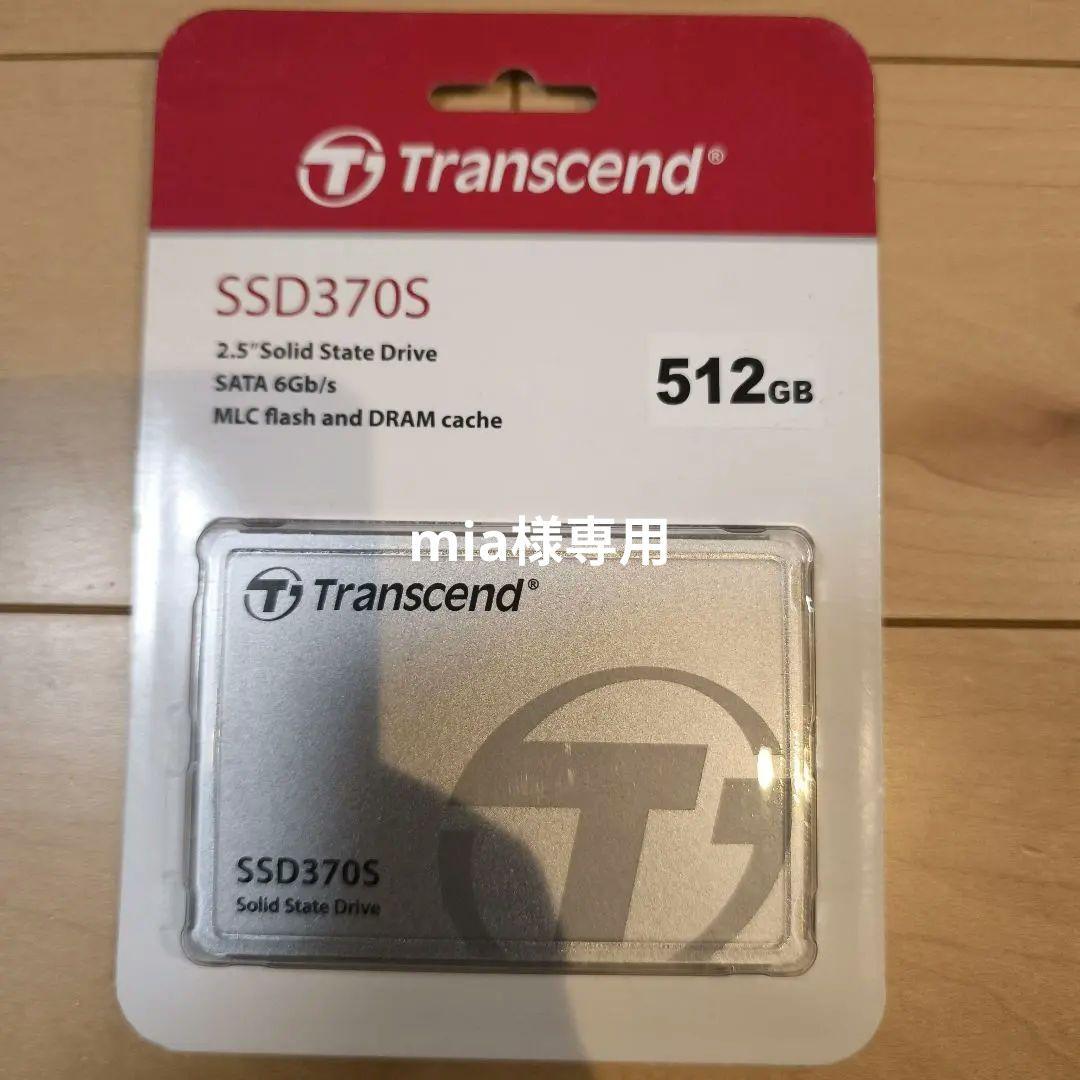 Transcend®
SSD370S
2.5"Solid State Drive
SATA 6Gb/s
MLC flash and DRAM cache
512GB
mia様専用
Transcend®
SSD370S
Solid State Drive